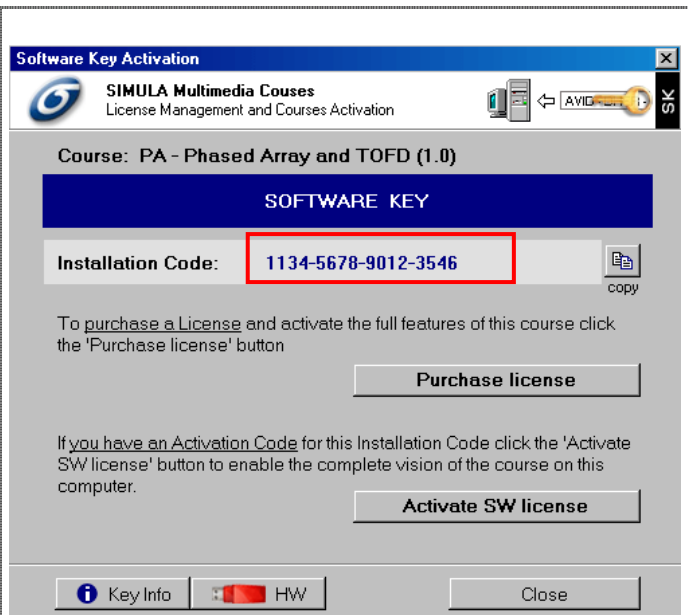 Software Key Activation
SIMULA Multimedia Couses
License Management and Courses Activation
SK
Course: PA - Phased Array and TOFD (1.0)
SOFTWARE KEY
Installation Code: 1134-5678-9012-3546
copy
To purchase a License and activate the full features of this course click
the 'Purchase license' button
Purchase license
If you have an Activation Code for this Installation Code click the 'Activate
SW license' button to enable the complete vision of the course on this
computer.
Activate SW license
Key Info HW Close